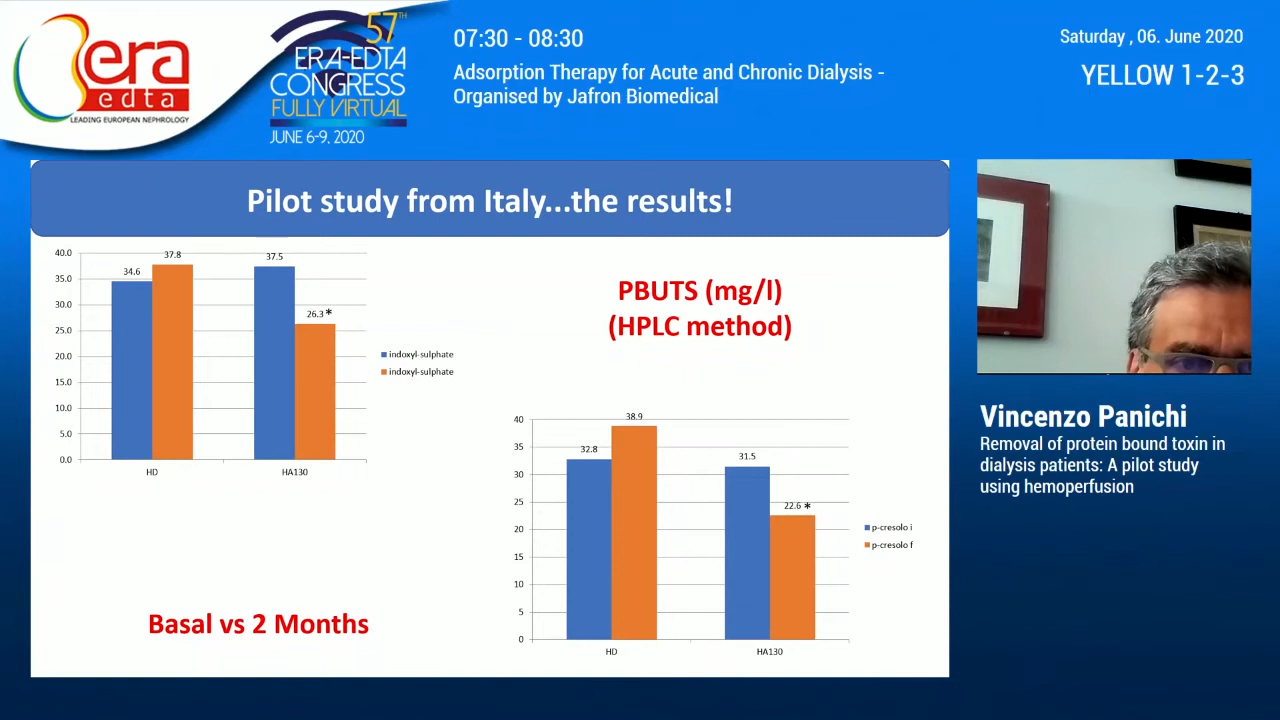 era
edta
LEADING EUROPEAN NEPHROLOGY
57TH
ERA-EDTA
CONGRESS
FULLY VIRTUAL
JUNE 6-9, 2020
07:30 - 08:30
Adsorption Therapy for Acute and Chronic Dialysis -
Organised by Jafron Biomedical
Saturday , 06. June 2020
YELLOW 1-2-3
Pilot study from Italy...the results!
40.0
35.0
30.0
25.0
20.0
15.0
10.0
5.0
0.0
34.6
37.8
37.5
26.3 *
HD
HA130
indoxyl-sulphate
indoxyl-sulphate
PBUTS (mg/l)
(HPLC method)
40
35
30
25
20
15
10
5
0
32.8
38.9
31.5
22.6 *
HD
HA130
p-cresolo i
p-cresolo f
Basal vs 2 Months
Vincenzo Panichi
Removal of protein bound toxin in
dialysis patients: A pilot study
using hemoperfusion